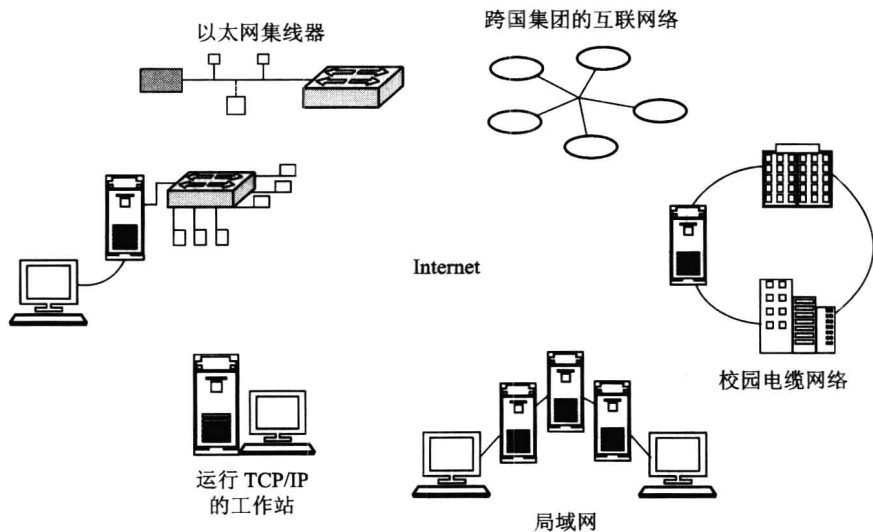 以太网集线器
跨国集团的互联网络
Internet
校园电缆网络
运行 TCP/IP
的工作站
局域网